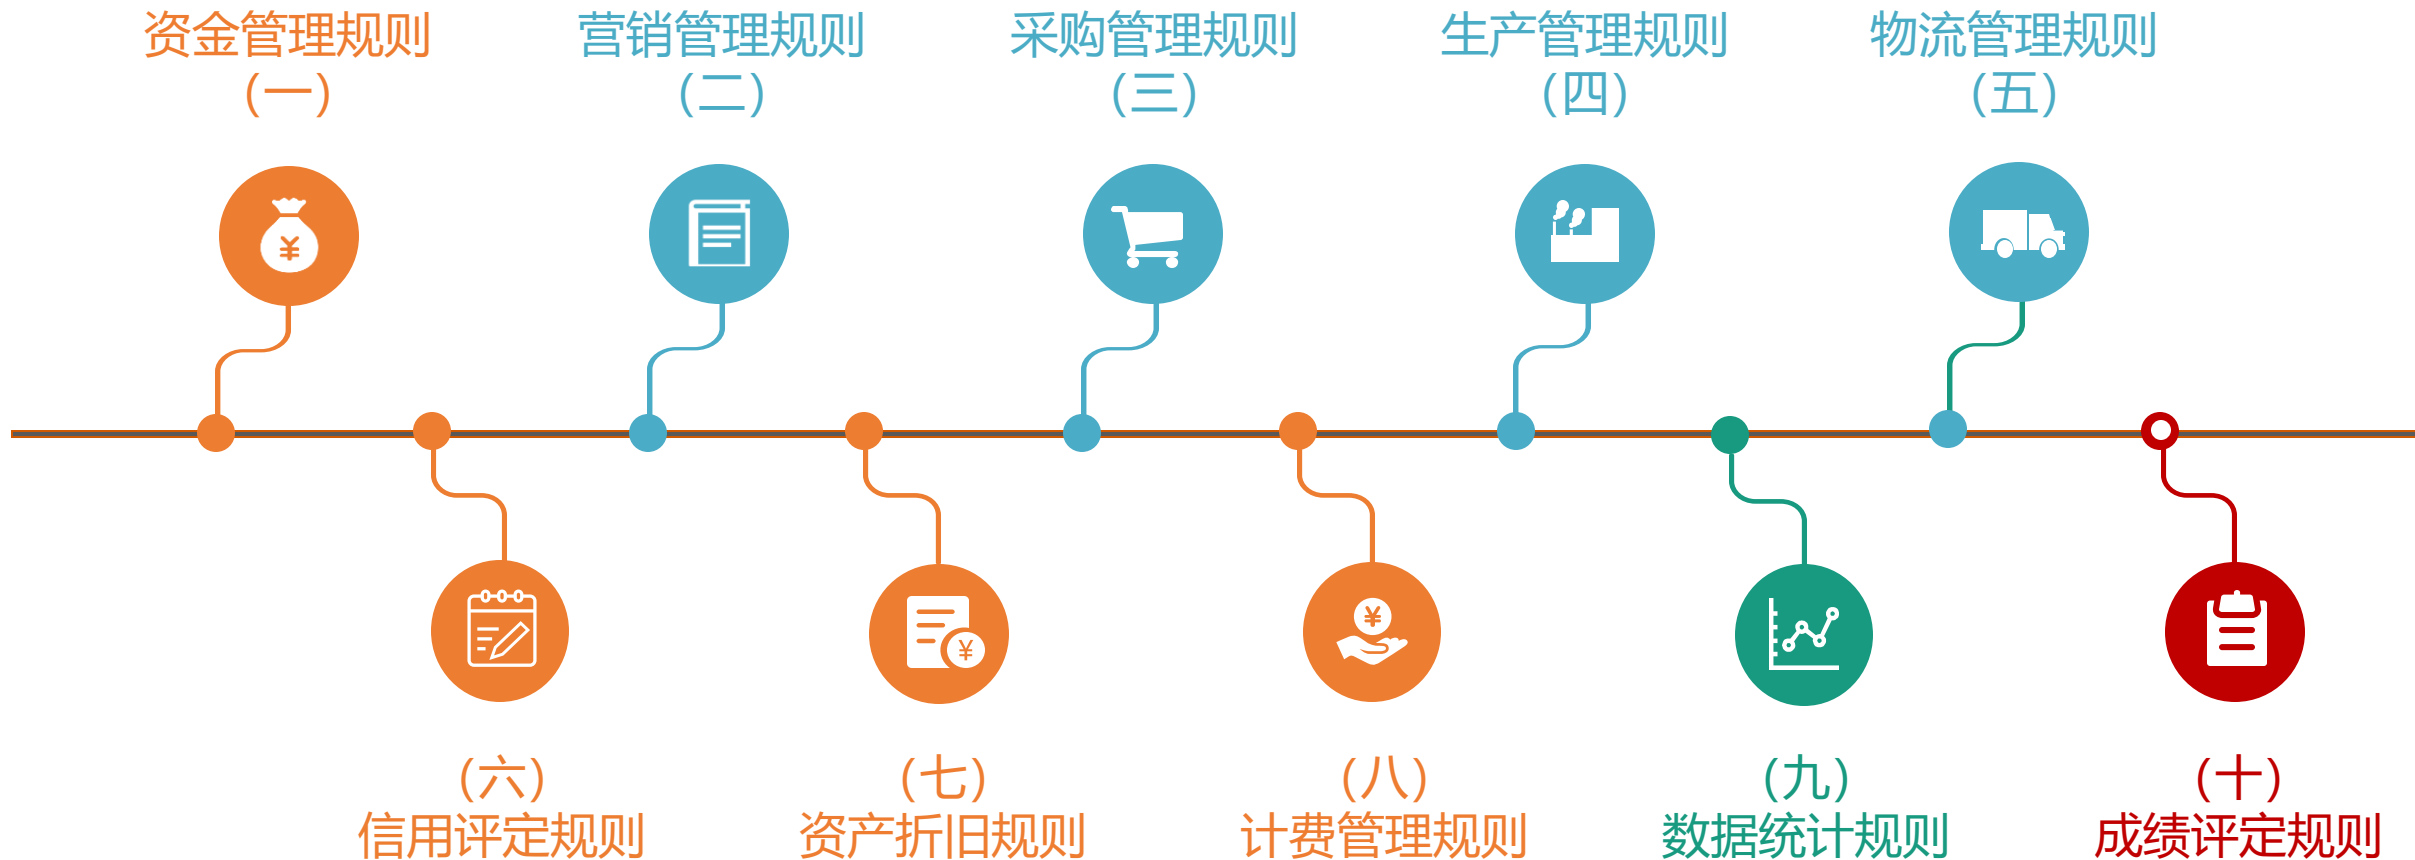 资金管理规则
(一)
营销管理规则
(二)
采购管理规则
(三)
生产管理规则
(四)
物流管理规则
(五)
¥
(六)
信用评定规则
¥
(七)
资产折旧规则
¥
(八)
计费管理规则
(九)
数据统计规则
(十)
成绩评定规则